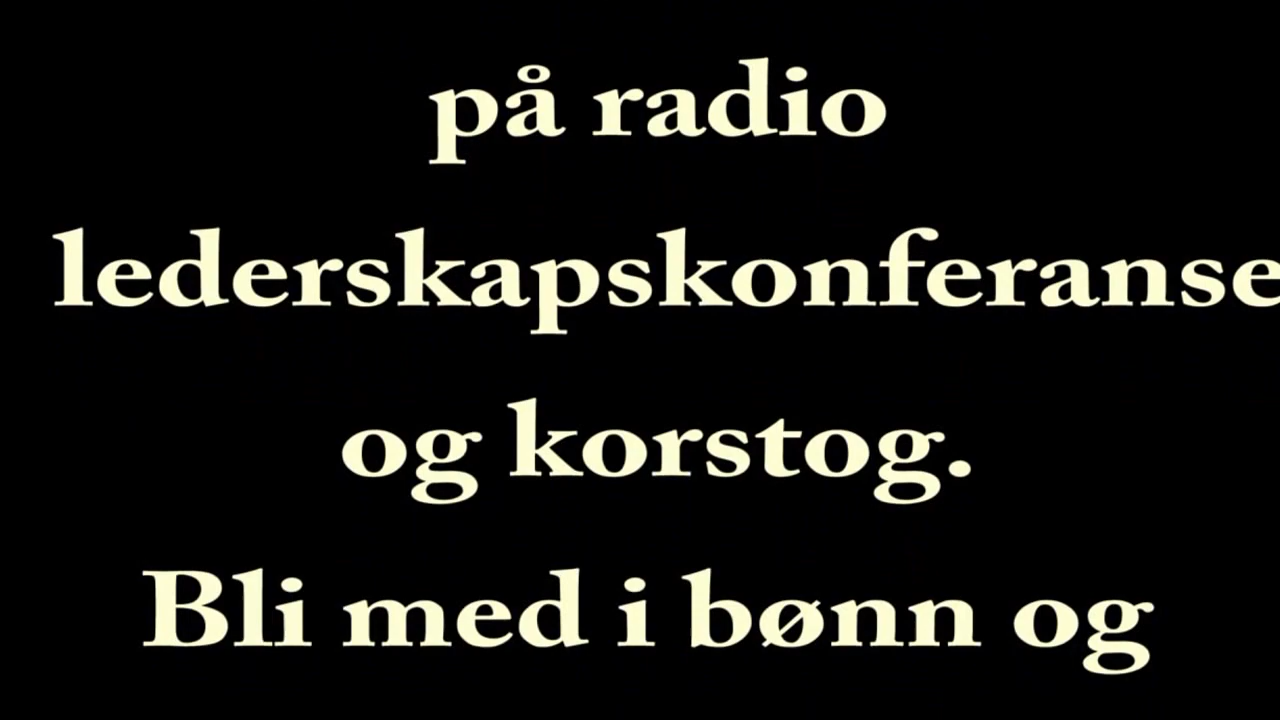 på radio
lederskapskonferanse
og korstog.
Bli med i bønn og